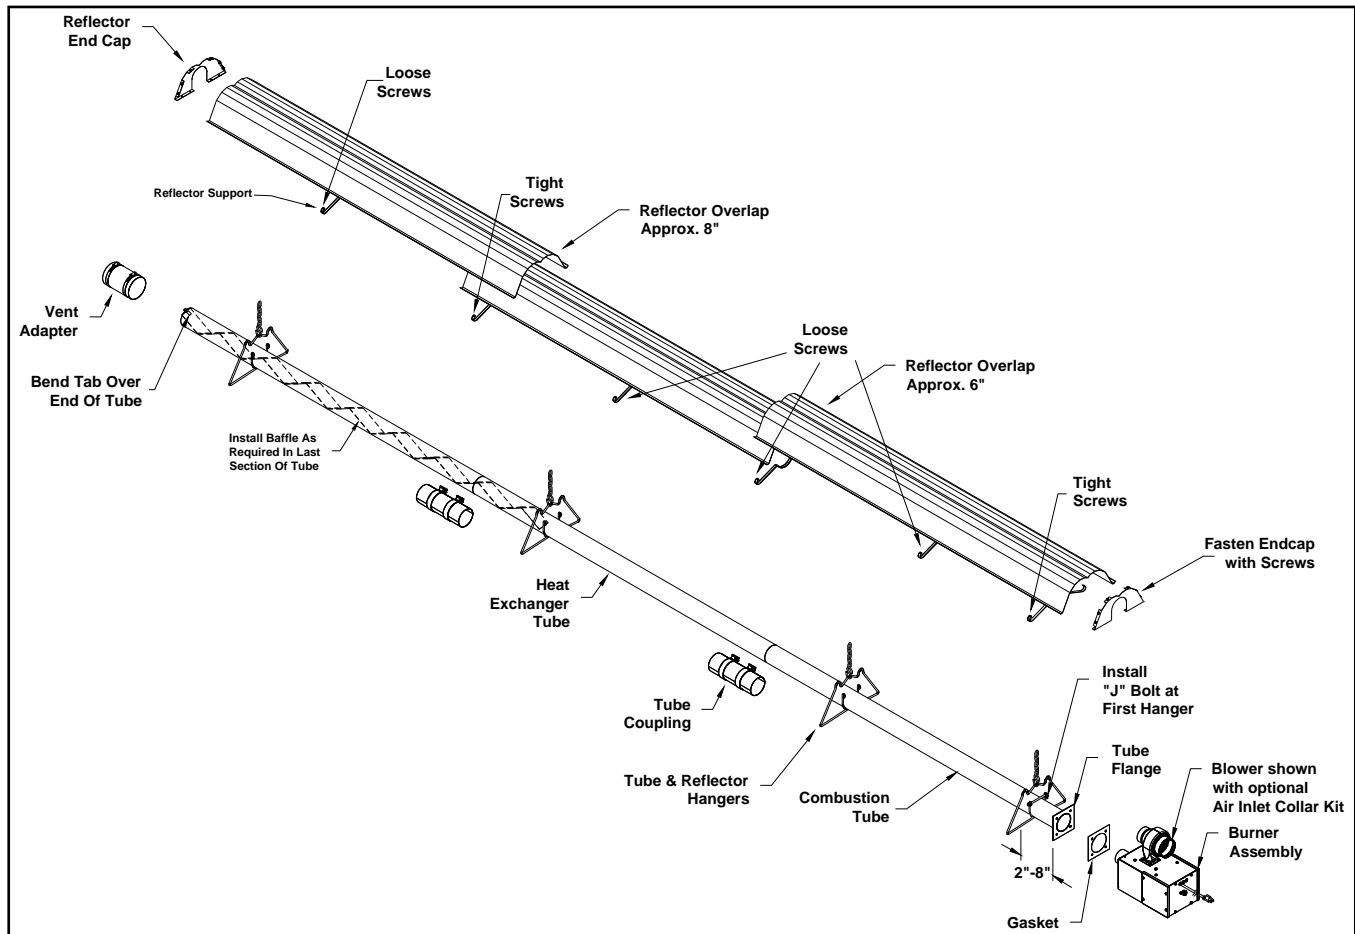 Reflector
End Cap
Loose
Screws
Reflector Support
Tight
Screws
Reflector Overlap
Approx. 8"
Vent
Adapter
Loose
Screws
Reflector Overlap
Approx. 6"
Bend Tab Over
End Of Tube
Install Baffle As
Required In Last
Section Of Tube
Tight
Screws
Fasten Endcap
with Screws
Heat
Exchanger
Tube
Install
"J" Bolt at
First Hanger
Tube
Coupling
Tube
Flange
Tube & Reflector
Hangers
Combustion
Tube
Blower shown
with optional
Air Inlet Collar Kit
Burner
Assembly
2"-8"
Gasket